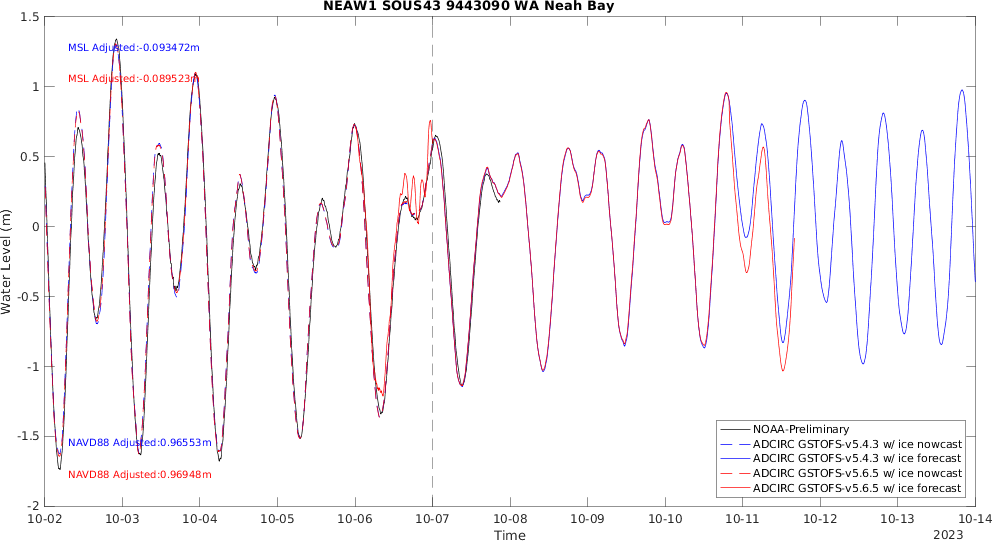 NEAW1 SOUS43 9443090 WA Neah Bay
1.5
1
0.5
0
-0.5
-1
-1.5
-2
Water Level (m)
MSL Adjusted:-0.093472m
MSL Adjusted:-0.089523m
NAVD88 Adjusted:0.96553m
NAVD88 Adjusted:0.96948m
NOAA-Preliminary
ADCIRC GSTOFS-v5.4.3 w/ ice nowcast
ADCIRC GSTOFS-v5.4.3 w/ ice forecast
ADCIRC GSTOFS-v5.6.5 w/ ice nowcast
ADCIRC GSTOFS-v5.6.5 w/ ice forecast
10-02 10-03 10-04 10-05 10-06 10-07 10-08 10-09 10-10 10-11 10-12 10-13 10-14
Time
2023